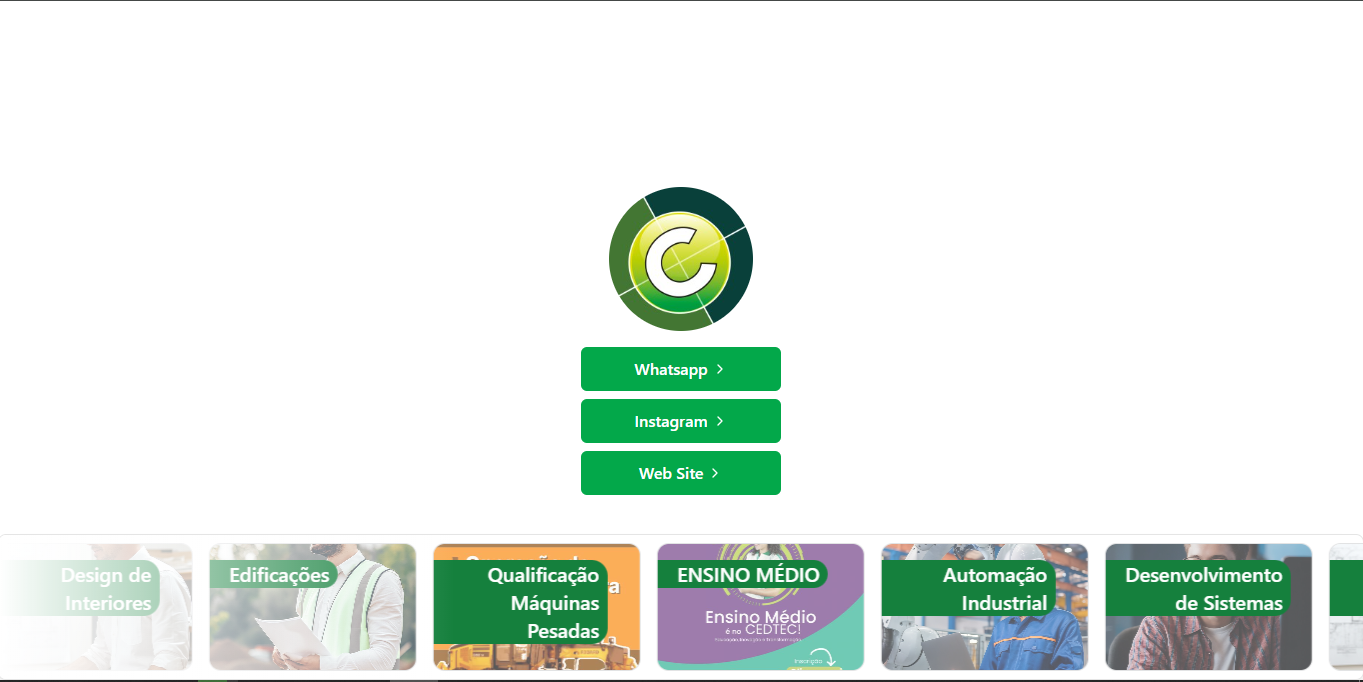 Whatsapp
Instagram
Web Site
Design de
Interiores
Edificações
Qualificação
Máquinas
Pesadas
ENSINO MÉDIO
Ensino Médio
é no CEDTEC!
Inscrição
Automação
Industrial
Desenvolvimento
de Sistemas